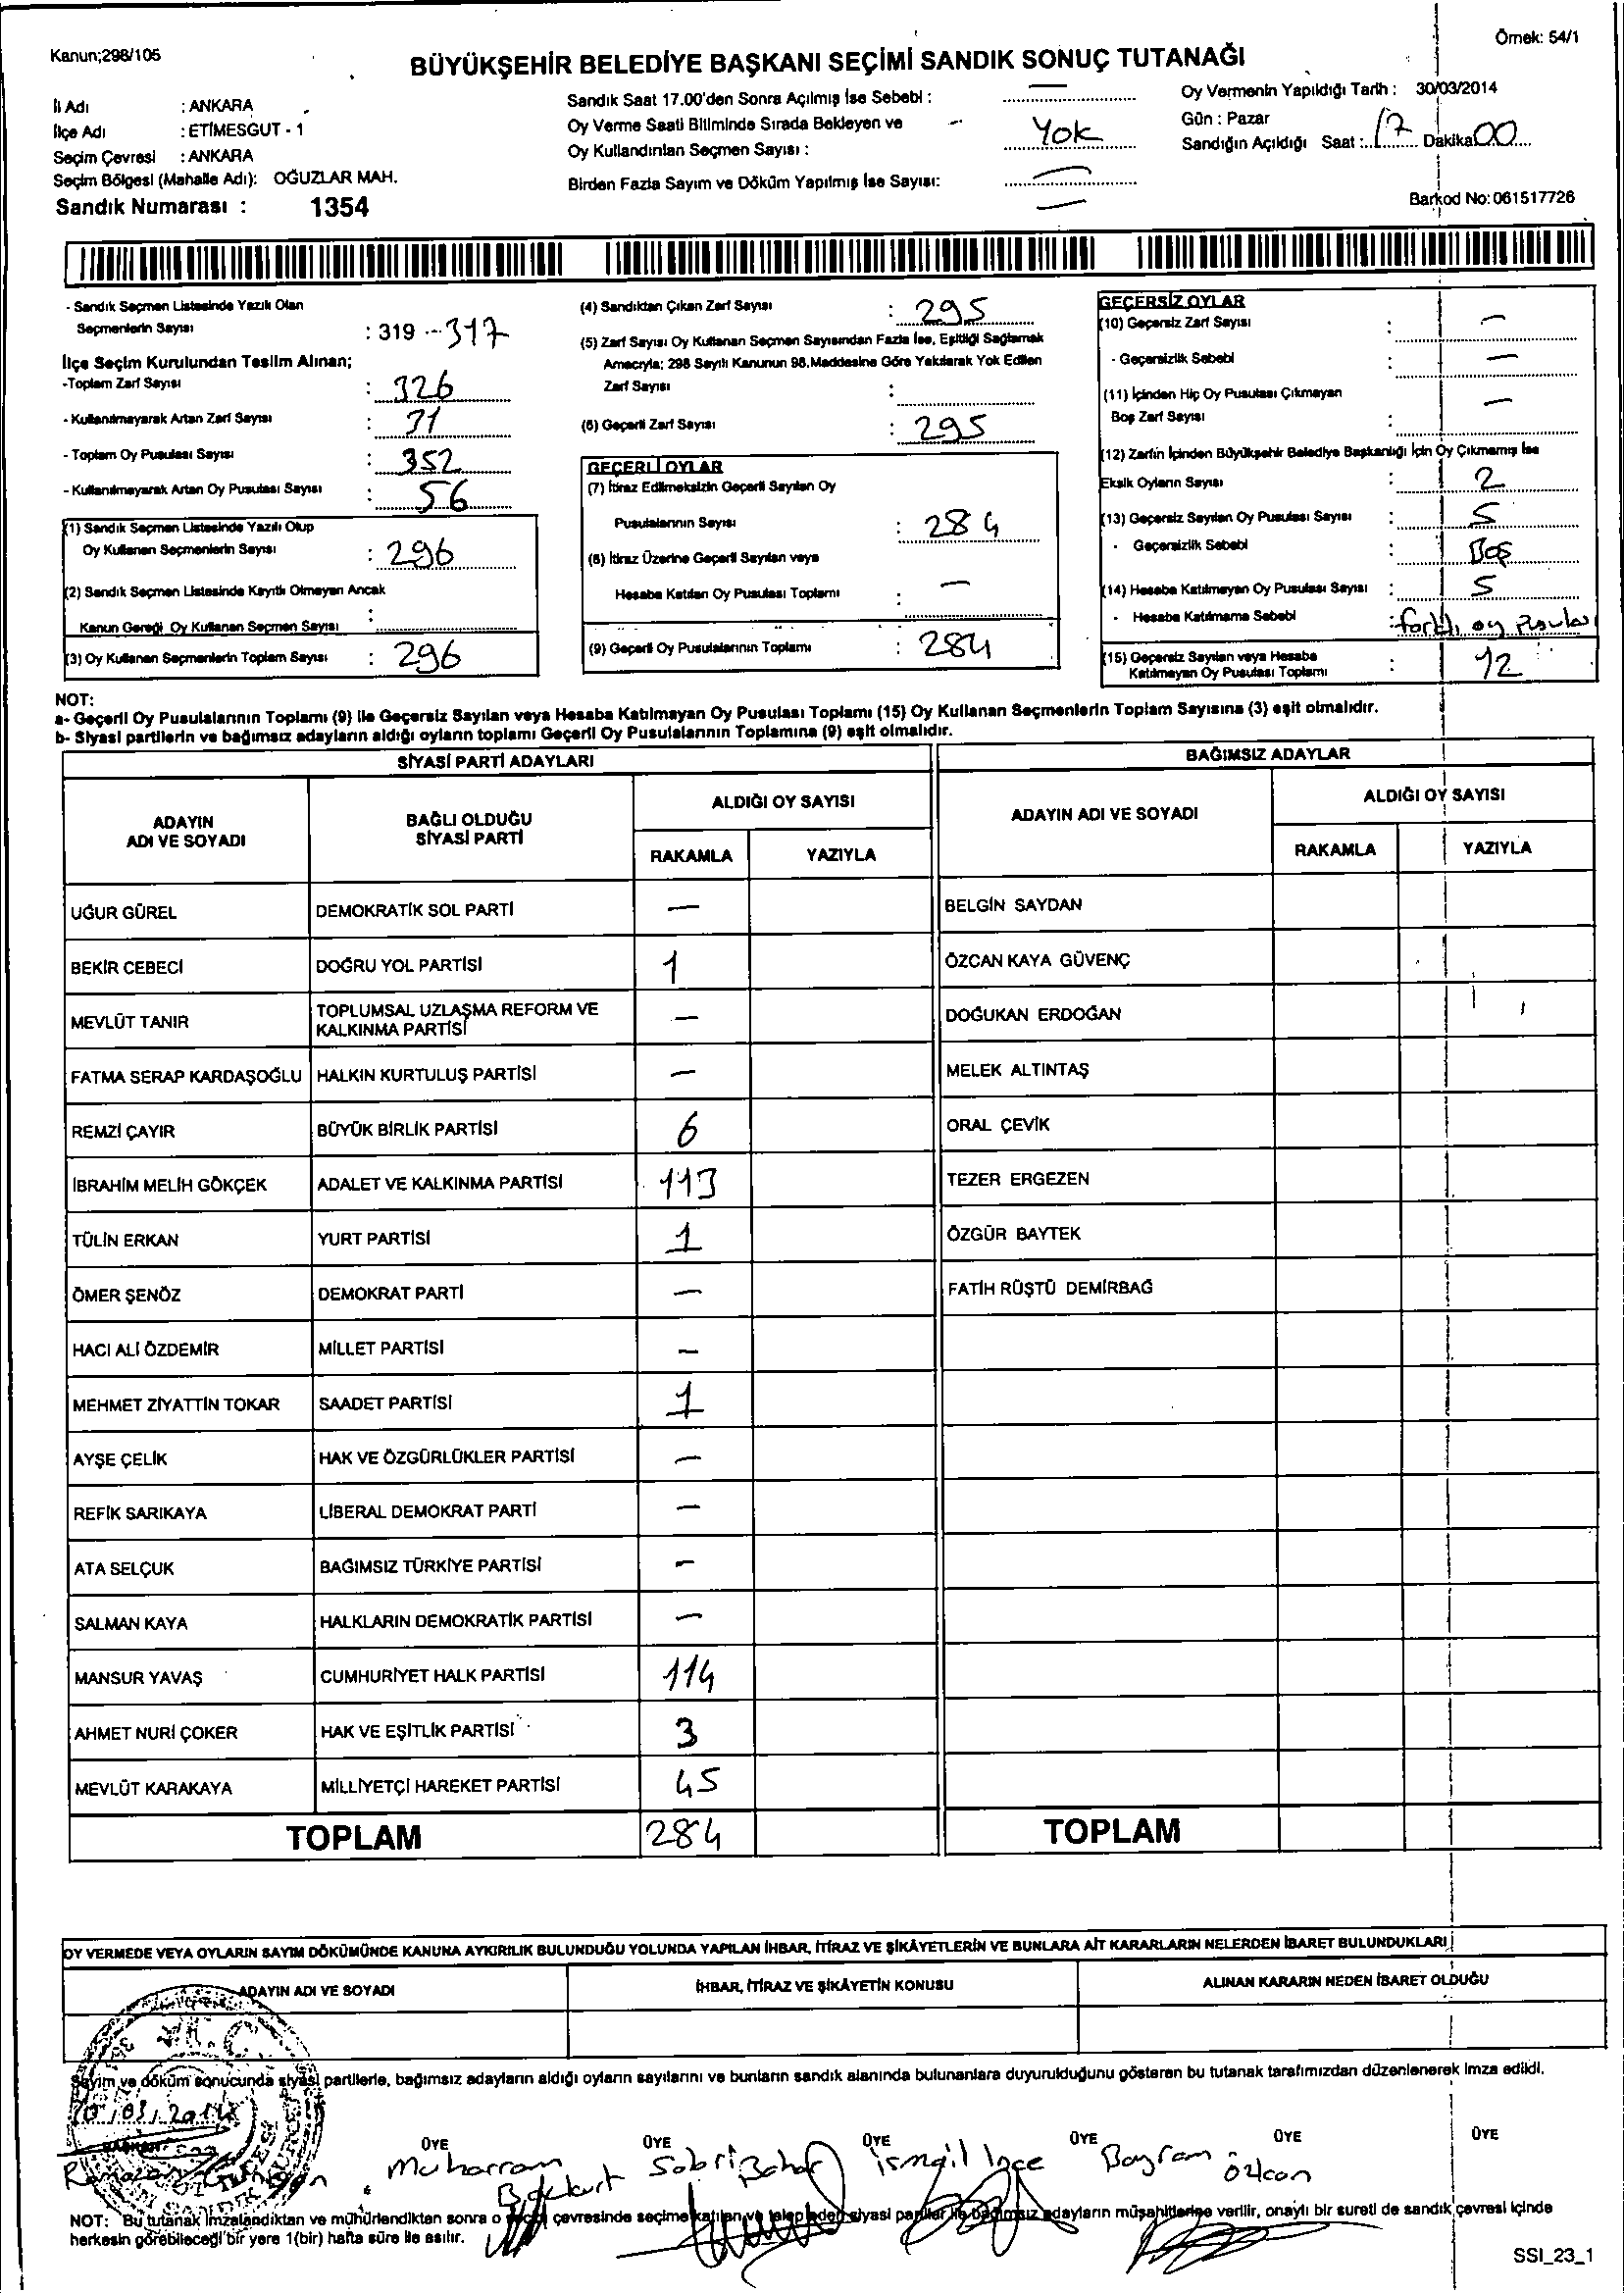 Kanun;298/105
Örnek: 54/1
BÜYÜKŞEHİR BELEDİYE BAŞKANI SEÇİMİ SANDIK SONUÇ TUTANAĞI
İli Adı : ANKARA
İlçe Adı : ETİMESGUT - 1
Seçim Çevresi : ANKARA
Seçim Bölgesi (Mahalle Adı): OĞUZLAR MAH.
Sandık Numarası : 1354
Sandık Saat 17.00'den Sonra Açılmış İse Sebebi : —
Oy Verme Saati Bitiminde Sırada Bekleyen ve
Oy Kullandırılan Seçmen Sayısı : Yok
Birden Fazla Sayım ve Döküm Yapılmış İse Sayısı: —
Oy Vermenin Yapıldığı Tarih : 30/03/2014
Gün : Pazar
Sandığın Açıldığı Saat : 17 Dakika 00
Barkod No: 061517726
- Sandık Seçmen Listesinde Yazılı Olan
Seçmenlerin Sayısı : 319 317
İlçe Seçim Kurulundan Teslim Alınan;
-Toplam Zarf Sayısı : 326
- Kullanılmayarak Artan Zarf Sayısı : 31
- Toplam Oy Pusulası Sayısı : 352
- Kullanılmayarak Artan Oy Pusulası Sayısı : 56
(1) Sandık Seçmen Listesinde Yazılı Olup
Oy Kullanan Seçmenlerin Sayısı : 296
(2) Sandık Seçmen Listesinde Kayıtlı Olmayan Ancak
Kanun Gereği Oy Kullanan Seçmen Sayısı :
(3) Oy Kullanan Seçmenlerin Toplam Sayısı : 296
(4) Sandıktan Çıkan Zarf Sayısı : 295
(5) Zarf Sayısı Oy Kullanan Seçmen Sayısından Fazla İse, Eşitliği Sağlamak
Amacıyla; 298 Sayılı Kanunun 98.Maddesine Göre Yakılarak Yok Edilen
Zarf Sayısı :
(6) Geçerli Zarf Sayısı : 295
GEÇERLİ OYLAR
(7) İtiraz Edilmeksizin Geçerli Sayılan Oy
Pusulalarının Sayısı : 284
(8) İtiraz Üzerine Geçerli Sayılan veya
Hesaba Katılan Oy Pusulası Toplamı : —
(9) Geçerli Oy Pusulalarının Toplamı : 284
GEÇERSİZ OYLAR
(10) Geçersiz Zarf Sayısı : —
- Geçersizlik Sebebi : —
(11) İçinden Hiç Oy Pusulası Çıkmayan
Boş Zarf Sayısı : —
(12) Zarfın İçinden Büyükşehir Belediye Başkanlığı İçin Oy Çıkmamış İse
Eksik Oyların Sayısı : 2
(13) Geçersiz Sayılan Oy Pusulası Sayısı : 5
- Geçersizlik Sebebi : Boş
(14) Hesaba Katılmayan Oy Pusulası Sayısı : 5
- Hesaba Katılmama Sebebi : farklı oy pusulası
(15) Geçersiz Sayılan veya Hesaba
Katılmayan Oy Pusulası Toplamı : 12
NOT:
a- Geçerli Oy Pusulalarının Toplamı (9) ile Geçersiz Sayılan veya Hesaba Katılmayan Oy Pusulası Toplamı (15) Oy Kullanan Seçmenlerin Toplam Sayısına (3) eşit olmalıdır.
b- Siyasi partilerin ve bağımsız adayların aldığı oyların toplamı Geçerli Oy Pusulalarının Toplamına (9) eşit olmalıdır.
SİYASİ PARTİ ADAYLARI
BAĞIMSIZ ADAYLAR
ADAYIN ADI VE SOYADI
BAĞLI OLDUĞU SİYASİ PARTİ
ALDIĞI OY SAYISI
RAKAMLA YAZIYLA
ADAYIN ADI VE SOYADI
ALDIĞI OY SAYISI
RAKAMLA YAZIYLA
UĞUR GÜREL DEMOKRATİK SOL PARTİ — BELGİN SAYDAN
BEKİR CEBECİ DOĞRU YOL PARTİSİ 1 ÖZCAN KAYA GÜVENÇ
MEVLÜT TANIR TOPLUMSAL UZLAŞMA REFORM VE KALKINMA PARTİSİ — DOĞUKAN ERDOĞAN
FATMA SERAP KARDAŞOĞLU HALKIN KURTULUŞ PARTİSİ — MELEK ALTINTAŞ
REMZİ ÇAYIR BÜYÜK BİRLİK PARTİSİ 6 ORAL ÇEVİK
İBRAHİM MELİH GÖKÇEK ADALET VE KALKINMA PARTİSİ 113 TEZER ERGEZEN
TÜLİN ERKAN YURT PARTİSİ 1 ÖZGÜR BAYTEK
ÖMER ŞENÖZ DEMOKRAT PARTİ — FATİH RÜŞTÜ DEMİRBAĞ
HACI ALİ ÖZDEMİR MİLLET PARTİSİ —
MEHMET ZİYATTİN TOKAR SAADET PARTİSİ 1
AYŞE ÇELİK HAK VE ÖZGÜRLÜKLER PARTİSİ —
REFİK SARIKAYA LİBERAL DEMOKRAT PARTİ —
ATA SELÇUK BAĞIMSIZ TÜRKİYE PARTİSİ —
SALMAN KAYA HALKLARIN DEMOKRATİK PARTİSİ —
MANSUR YAVAŞ CUMHURİYET HALK PARTİSİ 114
AHMET NURİ ÇOKER HAK VE EŞİTLİK PARTİSİ 3
MEVLÜT KARAKAYA MİLLİYETÇİ HAREKET PARTİSİ 45
TOPLAM 284 TOPLAM
OY VERMEDE VEYA OYLARIN SAYIM DÖKÜMÜNDE KANUNA AYKIRILIK BULUNDUĞU YOLUNDA YAPILAN İHBAR, İTİRAZ VE ŞİKÂYETLERİN VE BUNLARA AİT KARARLARIN NELERDEN İBARET BULUNDUKLARI
ADAYIN ADI VE SOYADI İHBAR, İTİRAZ VE ŞİKÂYETİN KONUSU ALINAN KARARIN NEDEN İBARET OLDUĞU
Sayım ve döküm sonucunda siyasi partilerle, bağımsız adayların aldığı oyların sayılarını ve bunların sandık alanında bulunanlara duyurulduğunu gösteren bu tutanak tarafımızdan düzenlenerek imza edildi.
03/2014
BAŞKAN ÜYE ÜYE ÜYE ÜYE ÜYE ÜYE
Ramazan Muharrem Sabri Bahar İsmail İnce Bayram Özcan
NOT: Bu tutanak imzalandıktan ve mühürlendikten sonra o seçim çevresinde seçime katılan ve talep eden siyasi partiler ile bağımsız adayların müşahitlerine verilir, onaylı bir sureti de sandık çevresi içinde
herkesin görebileceği bir yere 1(bir) hafta süre ile asılır.
SSI_23_1